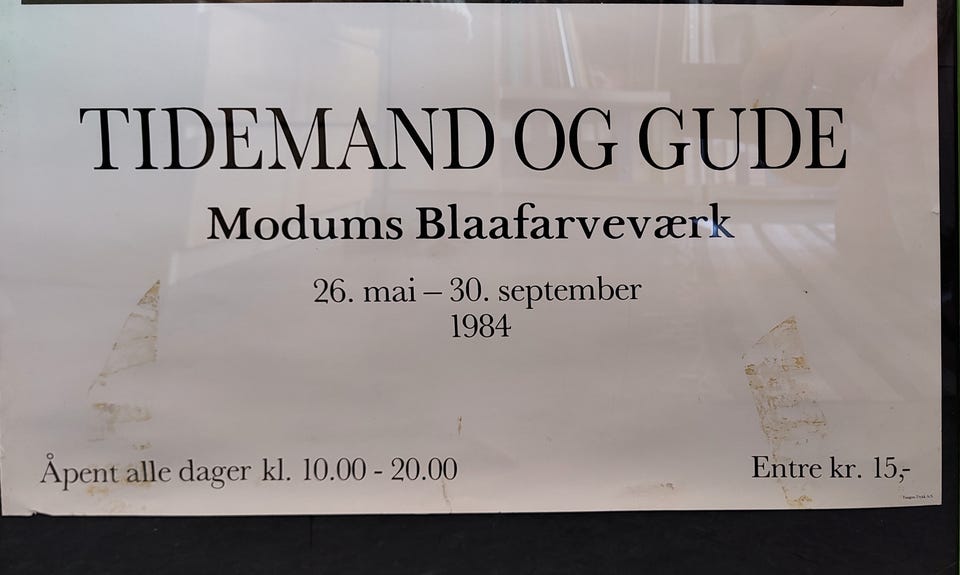 TIDEMAND OG GUDE
Modums Blaafarveværk
26. mai – 30. september
1984
Åpent alle dager kl. 10.00 - 20.00
Entre kr. 15,-